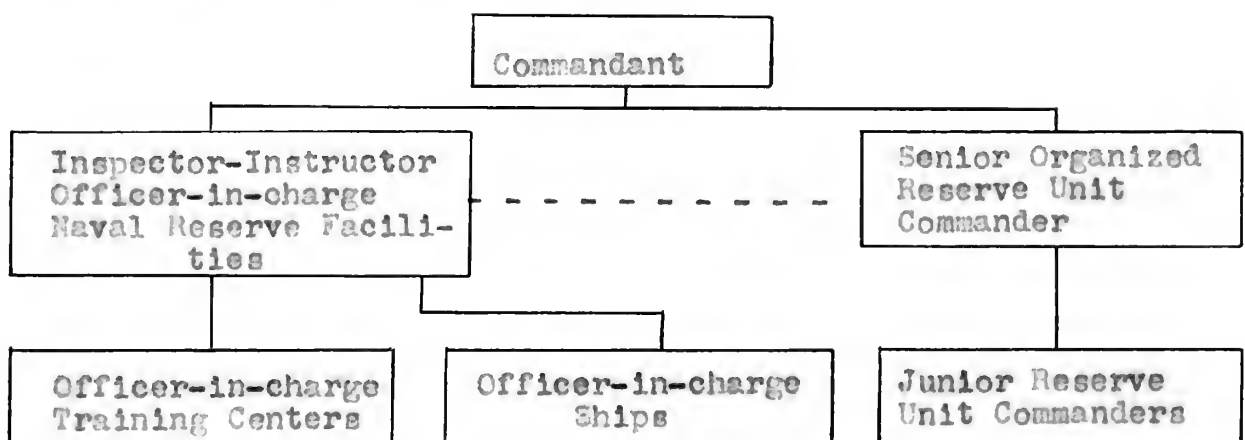 Commandant
Inspector-Instructor
Officer-in-charge
Naval Reserve Facili-
ties
Senior Organized
Reserve Unit
Commander
Officer-in-charge
Training Centers
Officer-in-charge
Ships
Junior Reserve
Unit Commanders